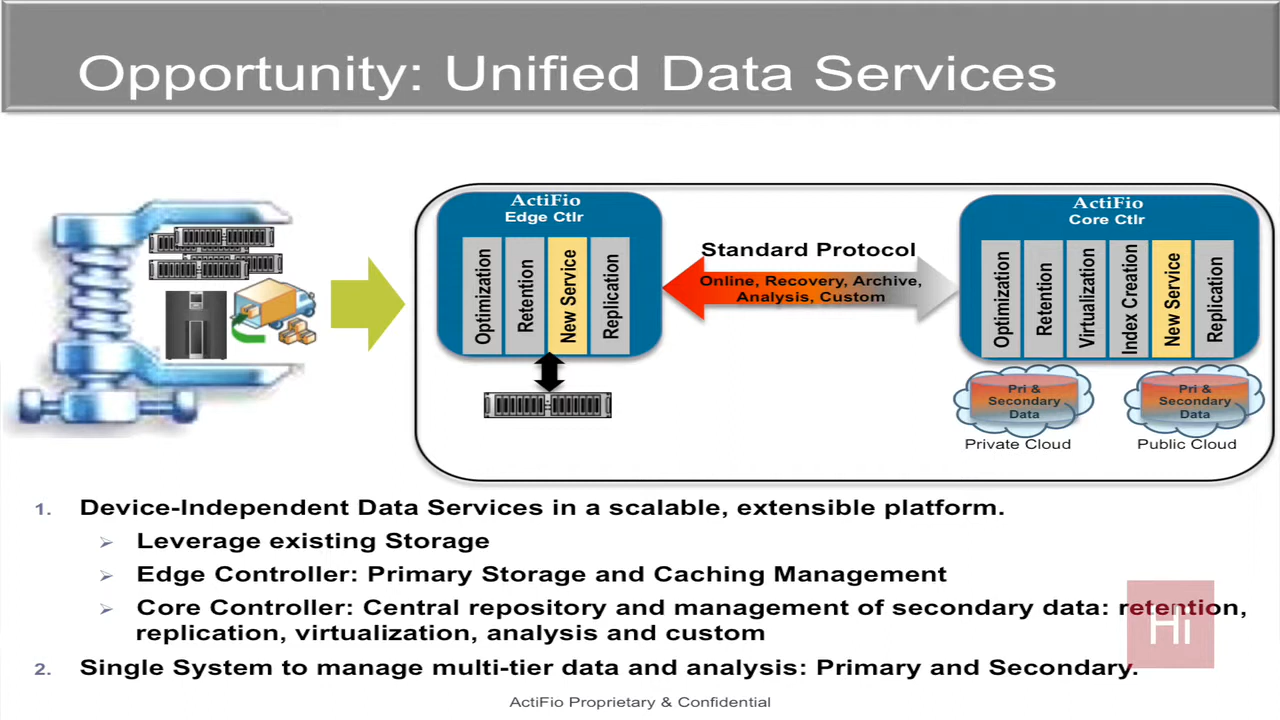 Opportunity: Unified Data Services
ActiFio
Edge Ctlr
Optimization
Retention
New Service
Replication
Standard Protocol
Online, Recovery, Archive,
Analysis, Custom
ActiFio
Core Ctlr
Optimization
Retention
Virtualization
Index Creation
New Service
Replication
Pri &
Secondary
Data
Private Cloud
Pri &
Secondary
Data
Public Cloud
1. Device-Independent Data Services in a scalable, extensible platform.
➢ Leverage existing Storage
➢ Edge Controller: Primary Storage and Caching Management
➢ Core Controller: Central repository and management of secondary data: retention,
replication, virtualization, analysis and custom
2. Single System to manage multi-tier data and analysis: Primary and Secondary.
Hi
ActiFio Proprietary & Confidential